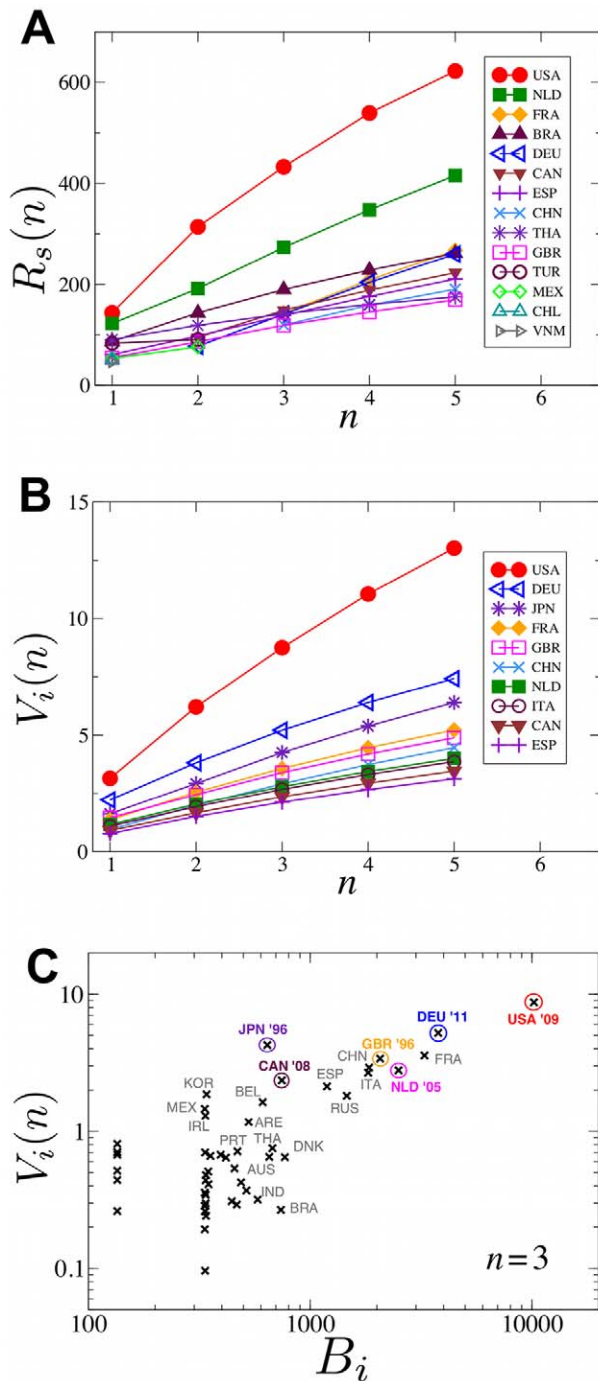 A
R_s(n)
600
400
200
0
1 2 3 4 5 6
n
USA
NLD
FRA
BRA
DEU
CAN
ESP
CHN
THA
GBR
TUR
MEX
CHL
VNM
B
V_i(n)
15
10
5
0
1 2 3 4 5 6
n
USA
DEU
JPN
FRA
GBR
CHN
NLD
ITA
CAN
ESP
C
V_i(n)
10
1
0.1
USA '09
DEU '11
JPN '96
GBR '96
CHN
FRA
CAN '08
ESP
ITA
NLD '05
KOR
BEL
RUS
MEX
IRL
ARE
PRT
THA
DNK
AUS
IND
BRA
n=3
100 1000 10000
B_i